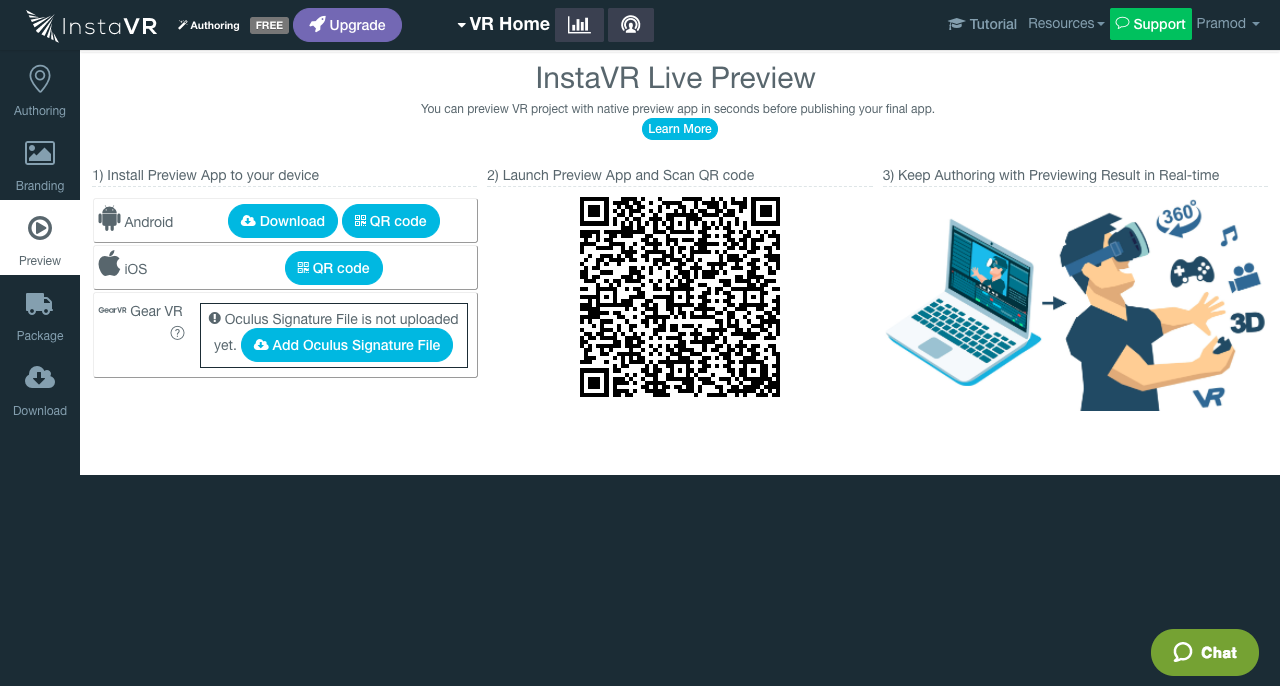 InstaVR Authoring FREE Upgrade VR Home Tutorial Resources Support Pramod
Authoring
Branding
Preview
Package
Download
InstaVR Live Preview
You can preview VR project with native preview app in seconds before publishing your final app.
Learn More
1) Install Preview App to your device
Android Download QR code
iOS QR code
GearVR Gear VR
?
Oculus Signature File is not uploaded
yet. Add Oculus Signature File
2) Launch Preview App and Scan QR code
3) Keep Authoring with Previewing Result in Real-time
360°
3D
VR
Chat